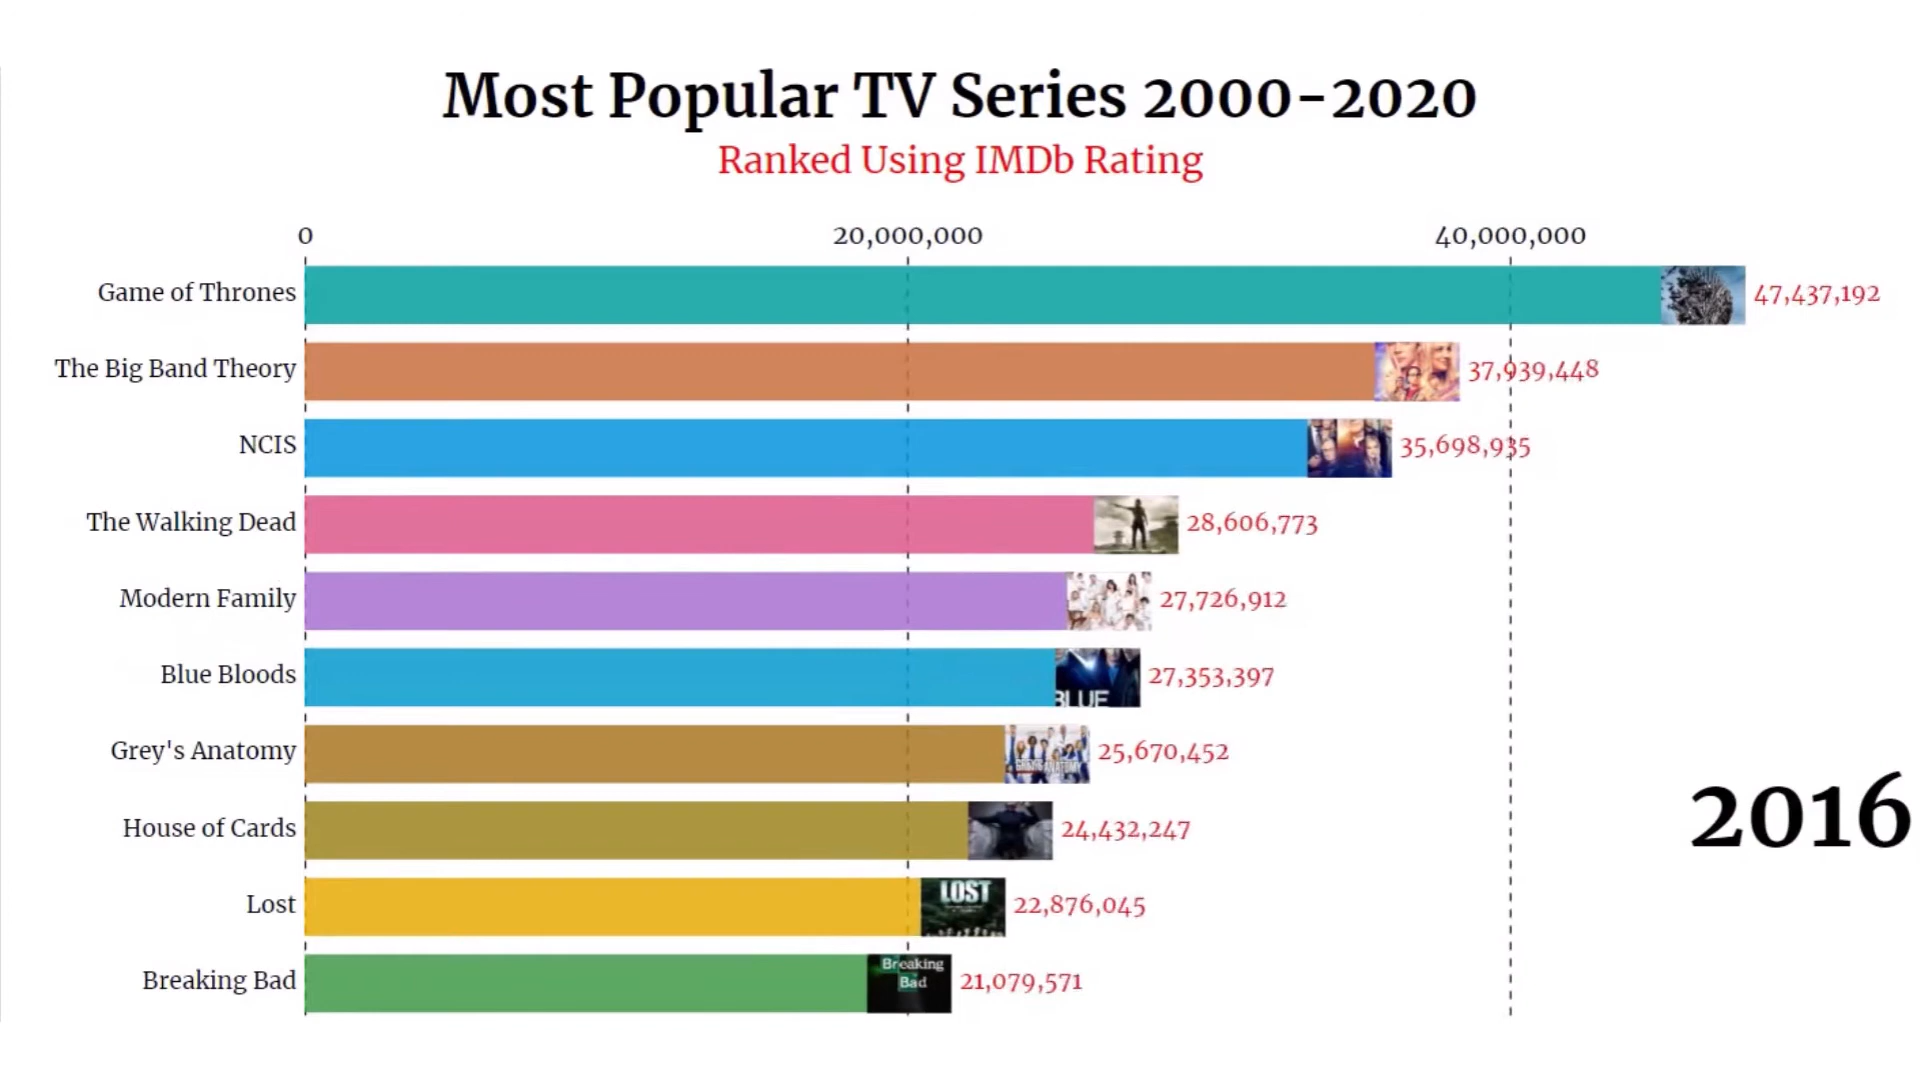 Most Popular TV Series 2000-2020
Ranked Using IMDb Rating
0 20,000,000 40,000,000
Game of Thrones 47,437,192
The Big Band Theory 37,939,448
NCIS 35,698,935
The Walking Dead 28,606,773
Modern Family 27,726,912
Blue Bloods BLUE 27,353,397
Grey's Anatomy GREY'S ANATOMY 25,670,452
House of Cards 24,432,247
2016
Lost LOST 22,876,045
Breaking Bad Breaking Bad 21,079,571